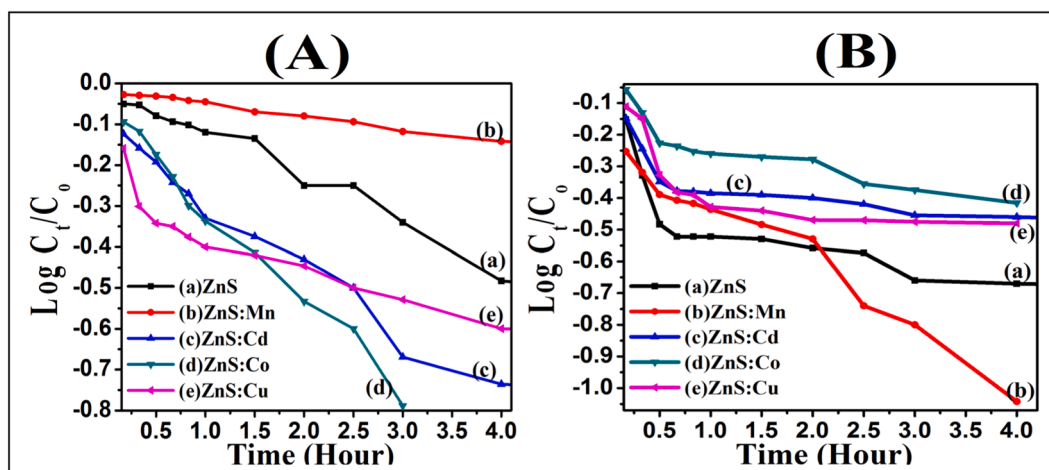 (A)
Log Cₜ/C₀
0.0
-0.1
-0.2
-0.3
-0.4
-0.5
-0.6
-0.7
-0.8
(b)
(a)
(e)
(c)
(d)
(a)ZnS
(b)ZnS:Mn
(c)ZnS:Cd
(d)ZnS:Co
(e)ZnS:Cu
0.5 1.0 1.5 2.0 2.5 3.0 3.5 4.0
Time (Hour)
(B)
Log Cₜ/C₀
-0.1
-0.2
-0.3
-0.4
-0.5
-0.6
-0.7
-0.8
-0.9
-1.0
(c)
(d)
(e)
(a)
(b)
(a)ZnS
(b)ZnS:Mn
(c)ZnS:Cd
(d)ZnS:Co
(e)ZnS:Cu
0.5 1.0 1.5 2.0 2.5 3.0 3.5 4.0
Time (Hour)